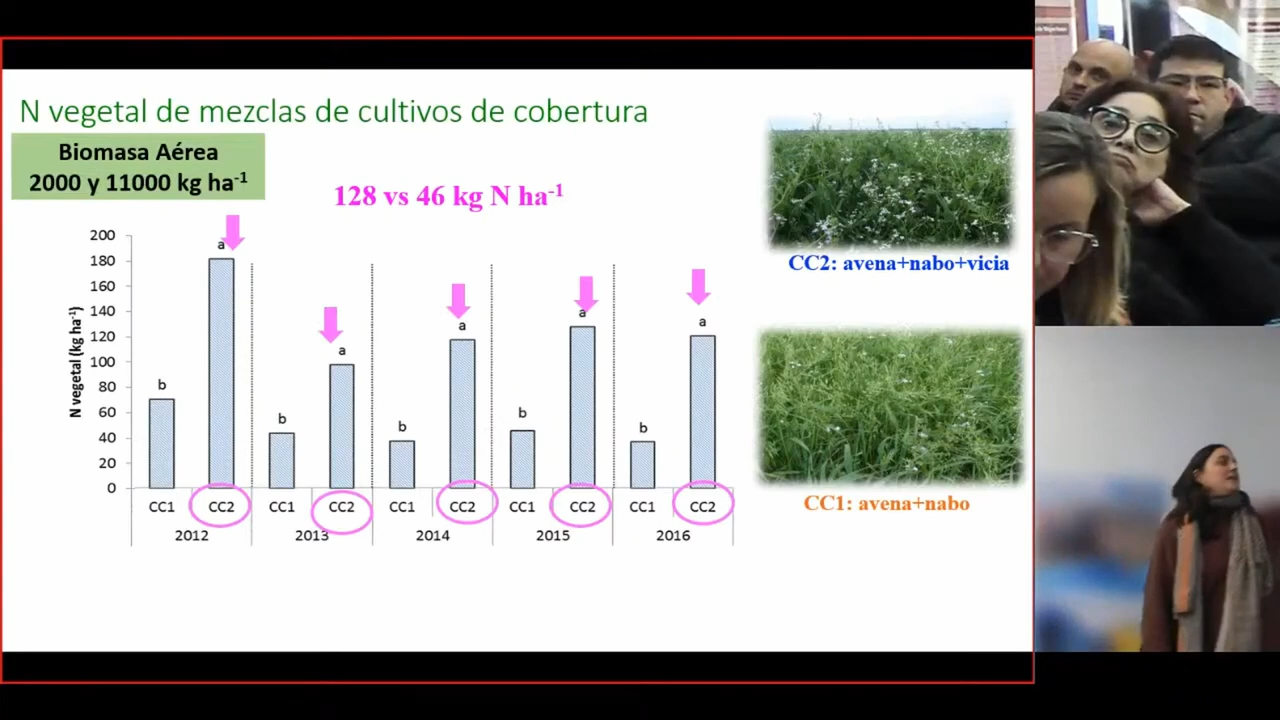 N vegetal de mezclas de cultivos de cobertura
Biomasa Aérea
2000 y 11000 kg ha⁻¹
128 vs 46 kg N ha⁻¹
N vegetal (kg ha⁻¹)
200
180
160
140
120
100
80
60
40
20
0
b a b a b a b a b a
CC1 CC2 CC1 CC2 CC1 CC2 CC1 CC2 CC1 CC2
2012 2013 2014 2015 2016
CC2: avena+nabo+vicia
CC1: avena+nabo